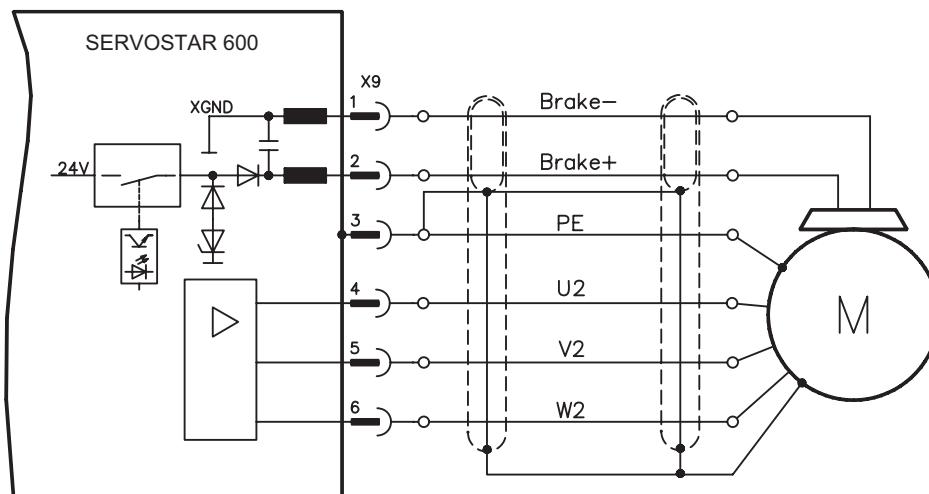 SERVOSTAR 600
X9
XGND
1
Brake-
24V
2
Brake+
3
PE
4
U2
M
5
V2
6
W2